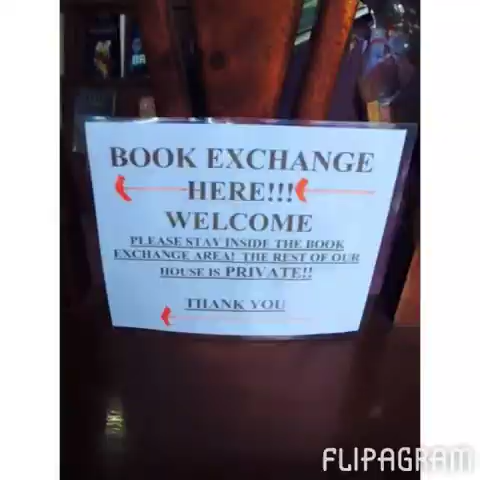 BOOK EXCHANGE
HERE!!!
WELCOME
PLEASE STAY INSIDE THE BOOK
EXCHANGE AREA! THE REST OF OUR
HOUSE IS PRIVATE!!
THANK YOU
FLIPAGRAM